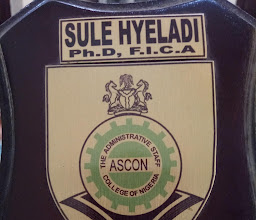 SULE HYELADI
Ph.D, F.I.C.A
THE ADMINISTRATIVE STAFF
ASCON
COLLEGE OF NIGERIA